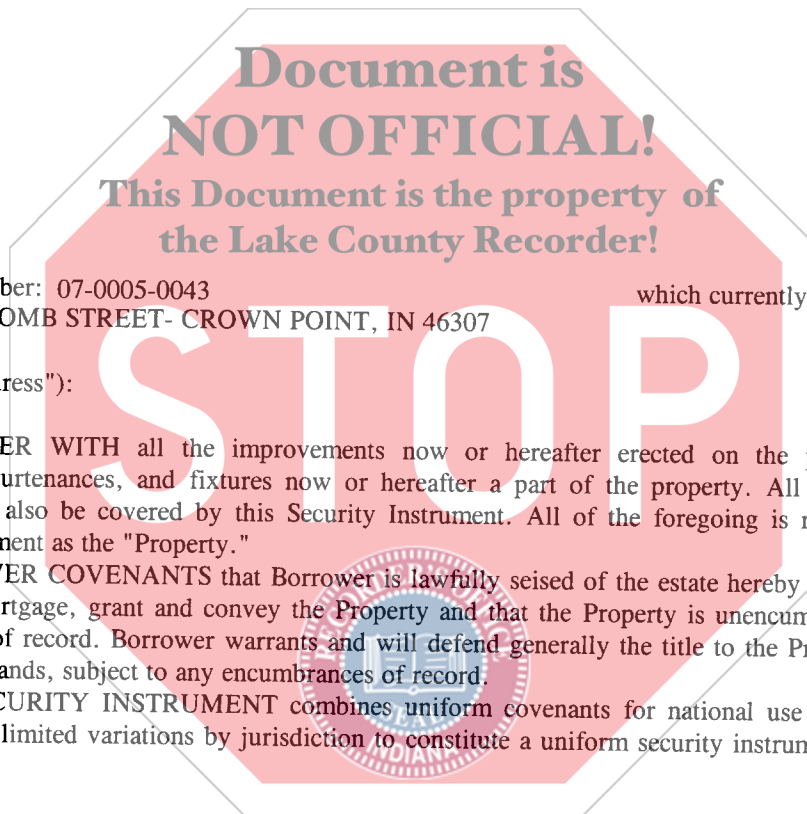 Document is
NOT OFFICIAL!
This Document is the property of
the Lake County Recorder!
ber: 07-0005-0043 which currently
OMB STREET- CROWN POINT, IN 46307
ress"):
STOP
ER WITH all the improvements now or hereafter erected on the
urtenances, and fixtures now or hereafter a part of the property. All
also be covered by this Security Instrument. All of the foregoing is
ment as the "Property."
ER COVENANTS that Borrower is lawfully seised of the estate hereby
rtgage, grant and convey the Property and that the Property is unencum
of record. Borrower warrants and will defend generally the title to the Pr
ands, subject to any encumbrances of record.
CURITY INSTRUMENT combines uniform covenants for national use
limited variations by jurisdiction to constitute a uniform security instrum
RECORDER'S OFFICE
SEAL
INDIANA